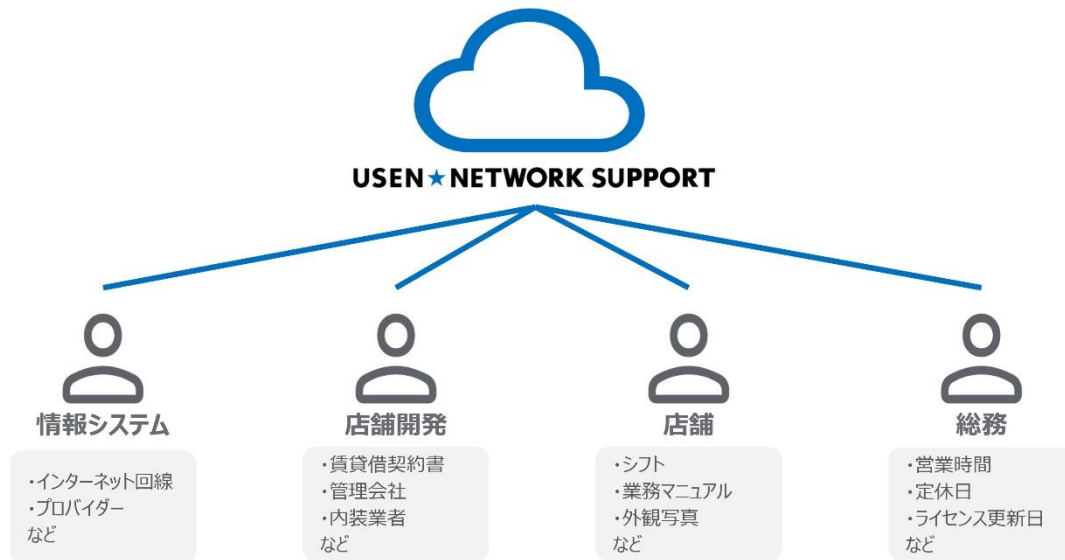 USEN★NETWORK SUPPORT
情報システム
・インターネット回線
・プロバイダー
など
店舗開発
・賃貸借契約書
・管理会社
・内装業者
など
店舗
・シフト
・業務マニュアル
・外観写真
など
総務
・営業時間
・定休日
・ライセンス更新日
など